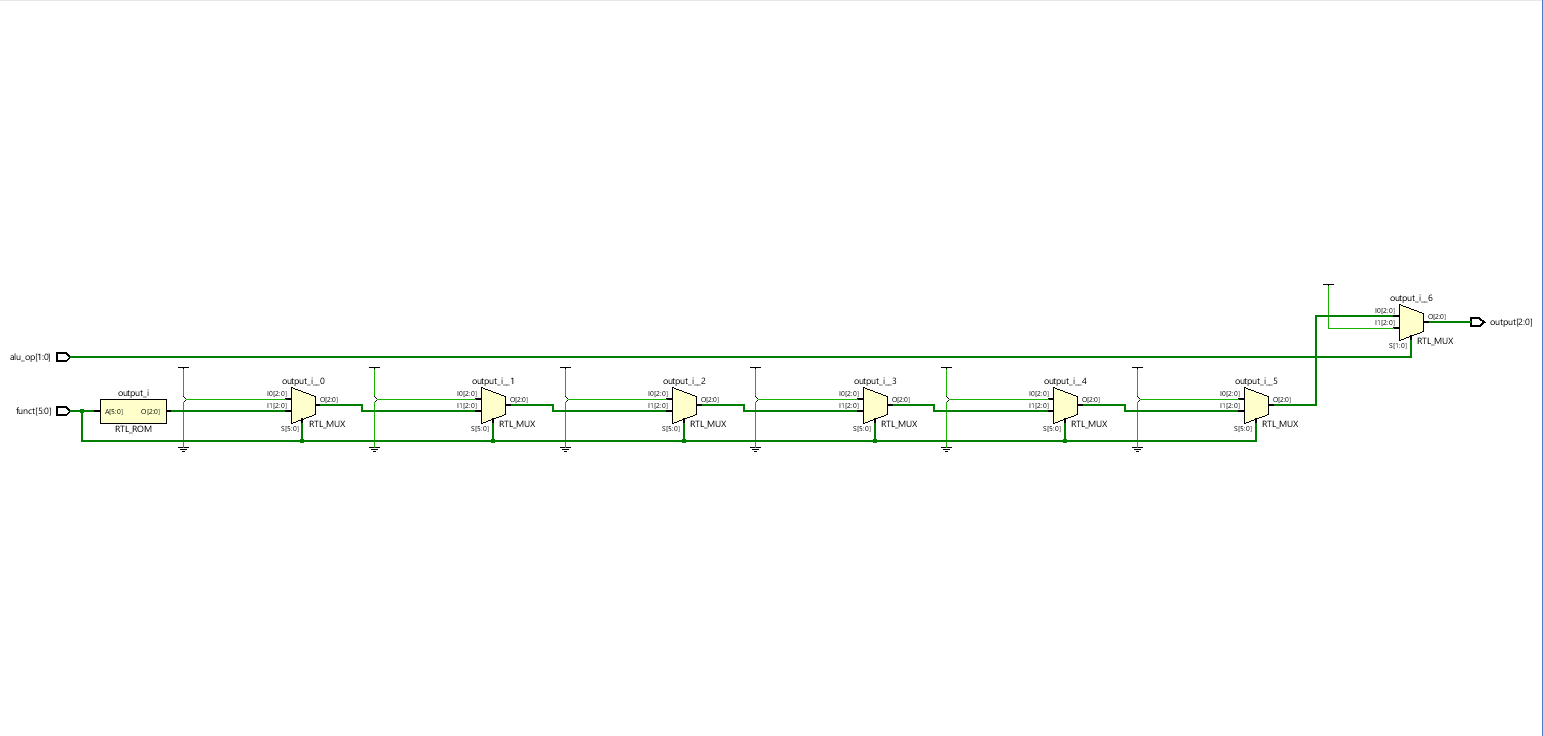 output_i__6
I0[2:0]
I1[2:0]
O[2:0]
output[2:0]
S[1:0]
RTL_MUX
alu_op[1:0]
output_i
funct[5:0]
A[5:0]
O[2:0]
RTL_ROM
output_i__0
I0[2:0]
I1[2:0]
O[2:0]
S[5:0]
RTL_MUX
output_i__1
I0[2:0]
I1[2:0]
O[2:0]
S[5:0]
RTL_MUX
output_i__2
I0[2:0]
I1[2:0]
O[2:0]
S[5:0]
RTL_MUX
output_i__3
I0[2:0]
I1[2:0]
O[2:0]
S[5:0]
RTL_MUX
output_i__4
I0[2:0]
I1[2:0]
O[2:0]
S[5:0]
RTL_MUX
output_i__5
I0[2:0]
I1[2:0]
O[2:0]
S[5:0]
RTL_MUX